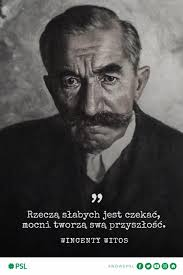 ”
Rzeczą słabych jest czekać,
mocni tworzą swą przyszłość.
WINCENTY WITOS
PSL